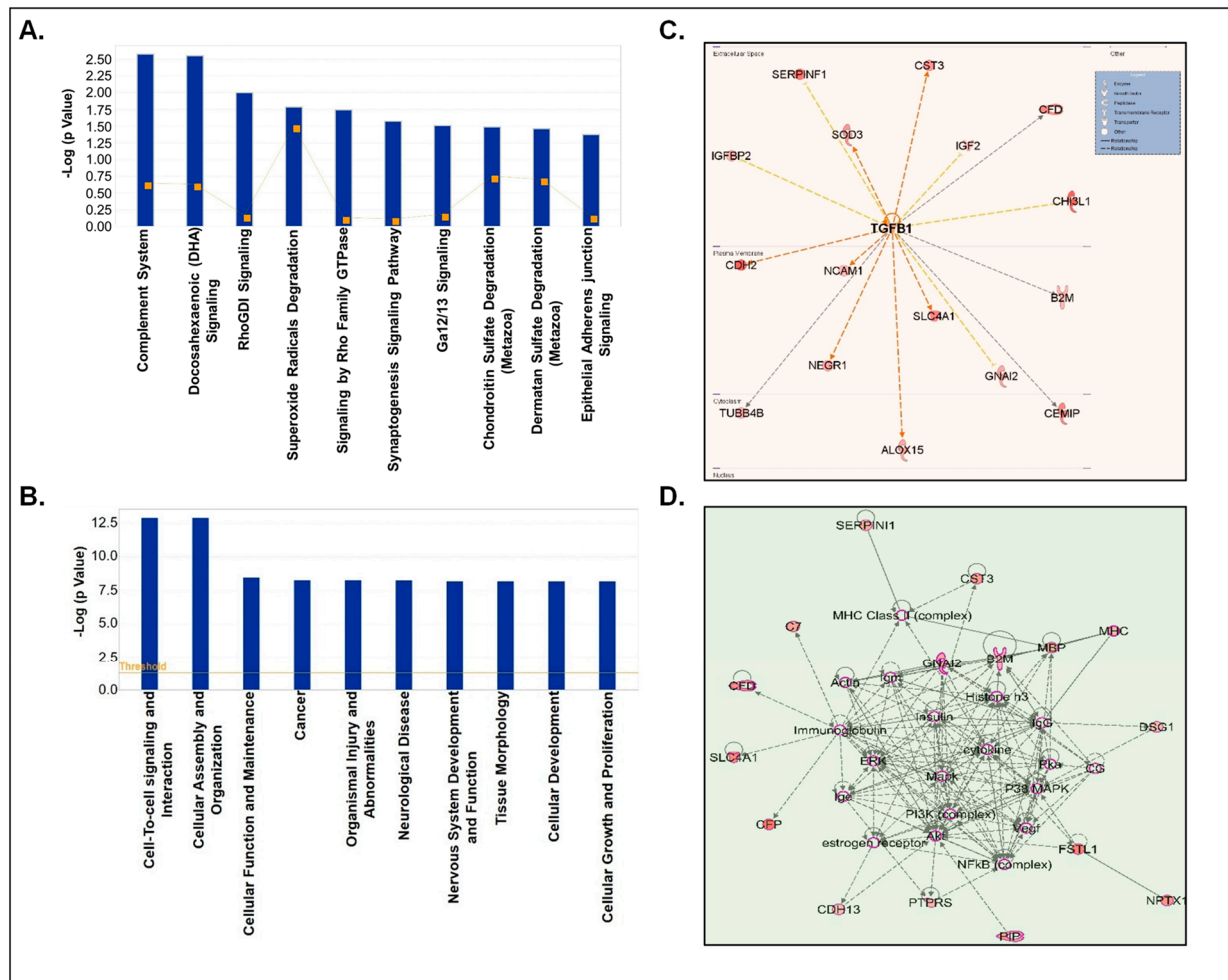 A.
-Log (p Value)
2.50
2.25
2.00
1.75
1.50
1.25
1.00
0.75
0.50
0.25
0.00
Complement System
Docosahexaenoic (DHA)
Signaling
RhoGDI Signaling
Superoxide Radicals Degradation
Signaling by Rho Family GTPase
Synaptogenesis Signaling Pathway
Ga12/13 Signaling
Chondroitin Sulfate Degradation
(Metazoa)
Dermatan Sulfate Degradation
(Metazoa)
Epithelial Adherens junction
Signaling
B.
-Log (p Value)
12.5
10.0
7.5
5.0
2.5
0.0
Threshold
Cell-To-cell signaling and
Interaction
Cellular Assembly and
Organization
Cellular Function and Maintenance
Cancer
Organismal Injury and
Abnormalities
Neurological Disease
Nervous System Development
and Function
Tissue Morphology
Cellular Development
Cellular Growth and Proliferation
C.
Extracellular Space
Other
SERPINF1
CST3
Enzyme
Peptidase
Transmembrane Receptor
Transporter
Other
Relationship
Relationship
CFD
SOD3
IGF2
IGFBP2
CHI3L1
TGFB1
Plasma Membrane
CDH2
NCAM1
B2M
SLC4A1
NEGR1
GNAI2
Cytoplasm
TUBB4B
CEMIP
ALOX15
Nucleus
D.
SERPINI1
CST3
MHC Class II (complex)
C7
MHC
MBP
GNAI2
B2M
CFD
Actin
Igm
Histone h3
Insulin
IgG
DSG1
Immunoglobulin
SLC4A1
cytokine
ERK
Pka
CG
Mapk
P38 MAPK
Ige
PI3K (complex)
CFP
Akt
Vegf
estrogen receptor
FSTL1
NFkB (complex)
CDH13
PTPRS
NPTX1
PIP